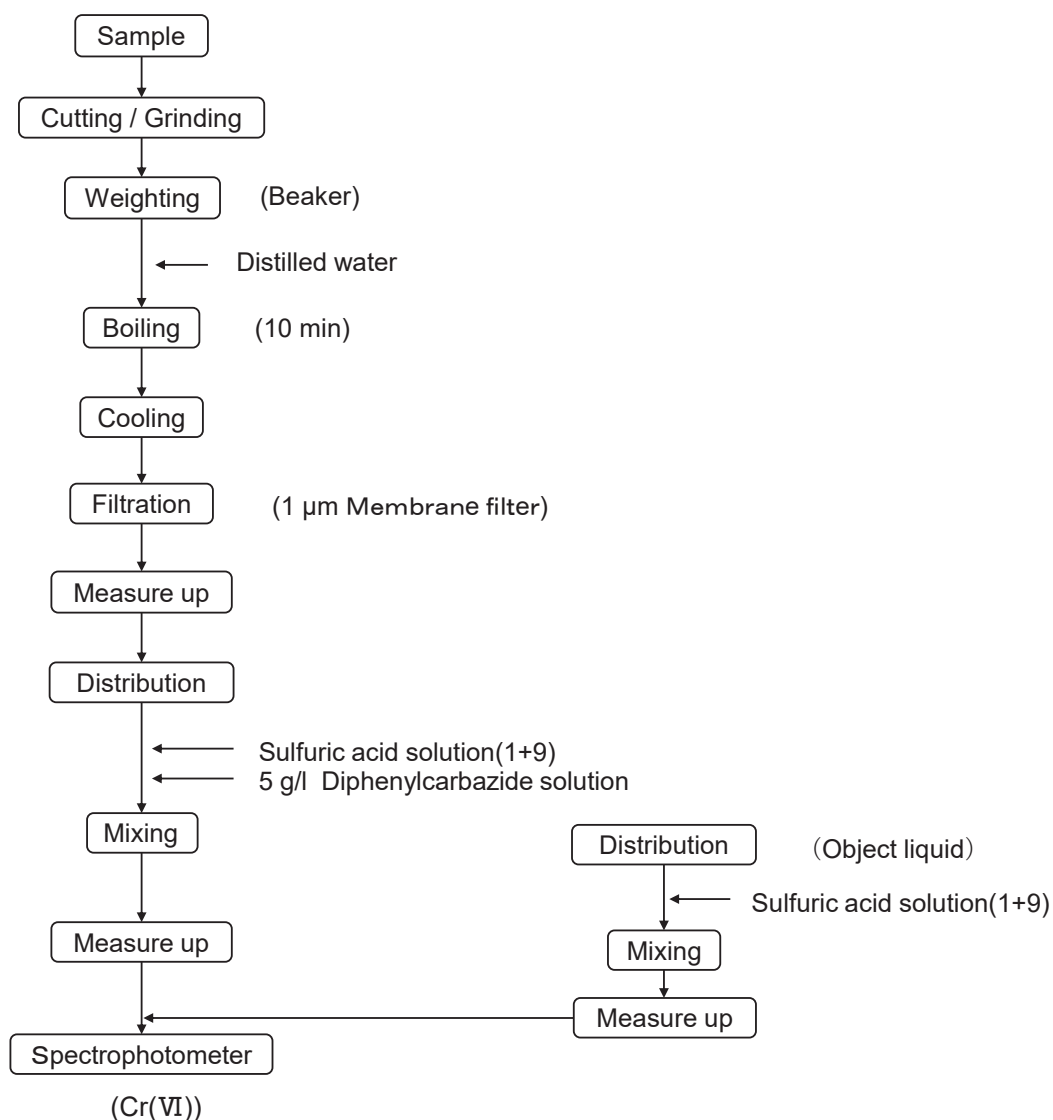 Sample
Cutting / Grinding
Weighting
(Beaker)
Distilled water
Boiling
(10 min)
Cooling
Filtration
(1 µm Membrane filter)
Measure up
Distribution
Sulfuric acid solution(1+9)
5 g/l Diphenylcarbazide solution
Mixing
Measure up
Distribution
（Object liquid）
Sulfuric acid solution(1+9)
Mixing
Measure up
Spectrophotometer
(Cr(Ⅵ))